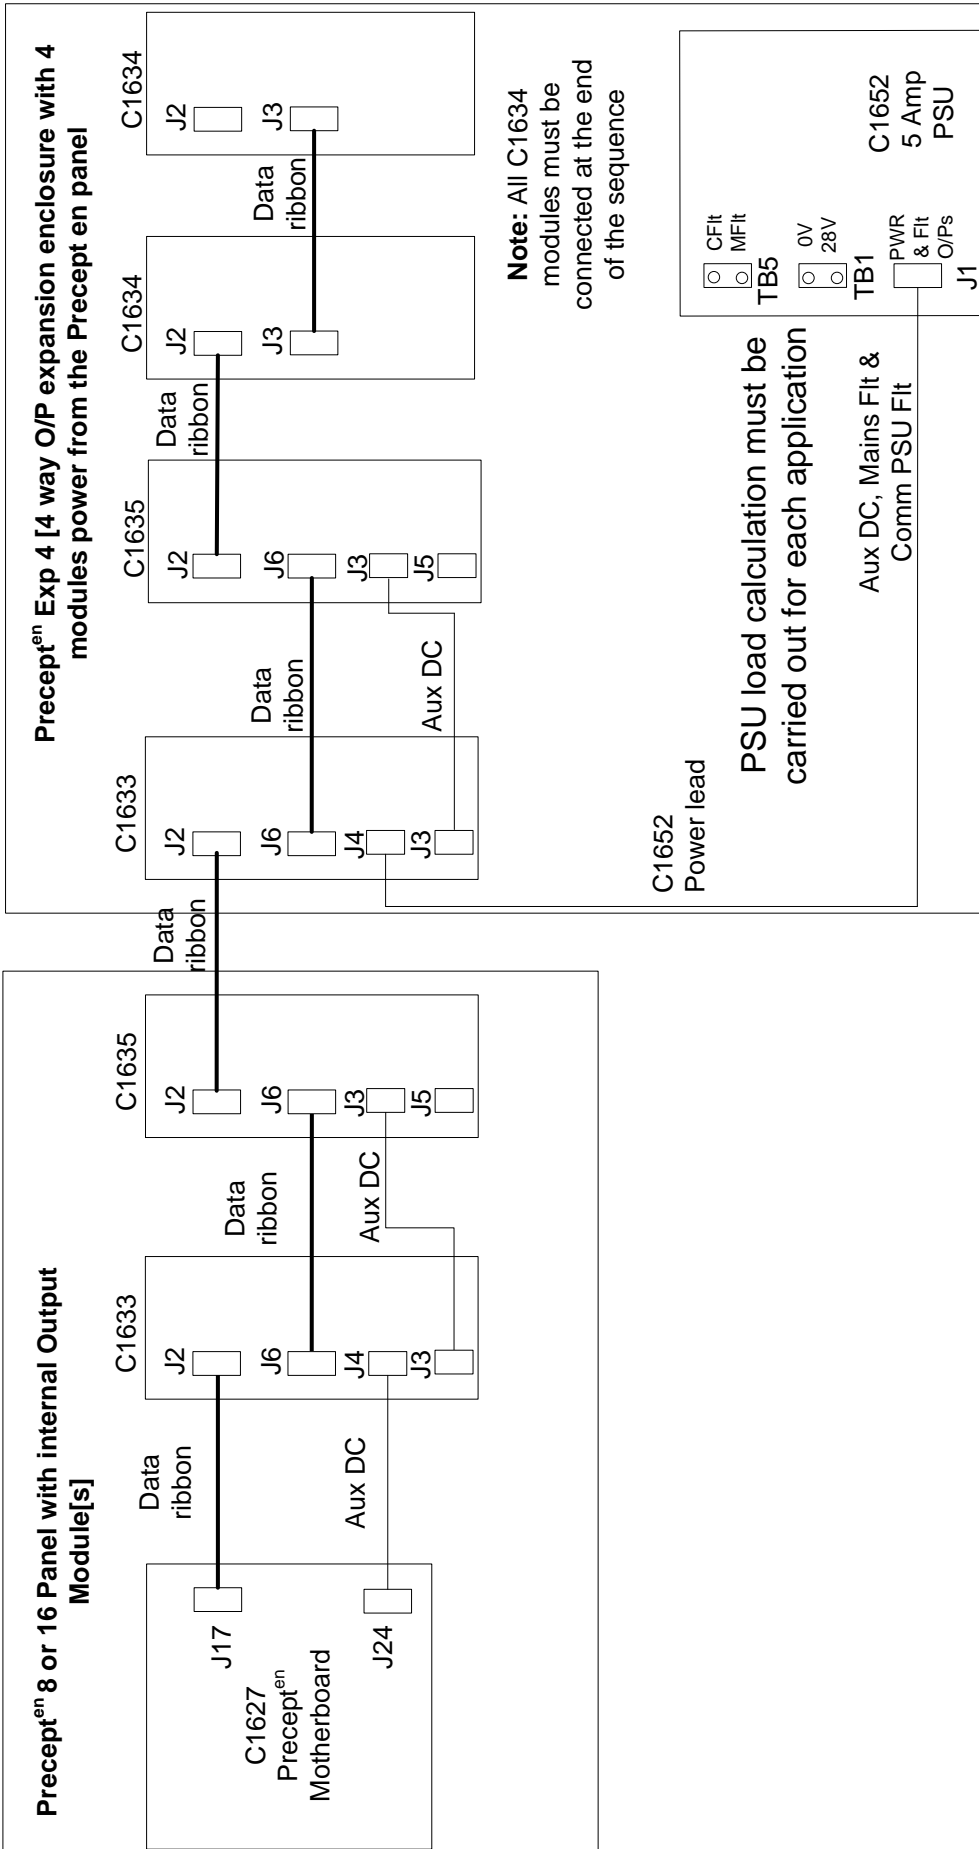 Precept^en 8 or 16 Panel with internal Output
Module[s]
C1627
Precept^en
Motherboard
J17
J24
Data
ribbon
Aux DC
C1633
J2
J6
J4
J3
Data
ribbon
Aux DC
C1635
J2
J6
J3
J5
Data
ribbon
Precept^en Exp 4 [4 way O/P expansion enclosure with 4
modules power from the Precept en panel
C1633
J2
J6
J4
J3
Data
ribbon
Aux DC
C1635
J2
J6
J3
J5
Data
ribbon
C1634
J2
J3
Data
ribbon
C1634
J2
J3
Note: All C1634
modules must be
connected at the end
of the sequence
C1652
Power lead
PSU load calculation must be
carried out for each application
Aux DC, Mains Flt &
Comm PSU Flt
CFlt
MFlt
TB5
0V
28V
TB1
PWR
& Flt
O/Ps
J1
C1652
5 Amp
PSU